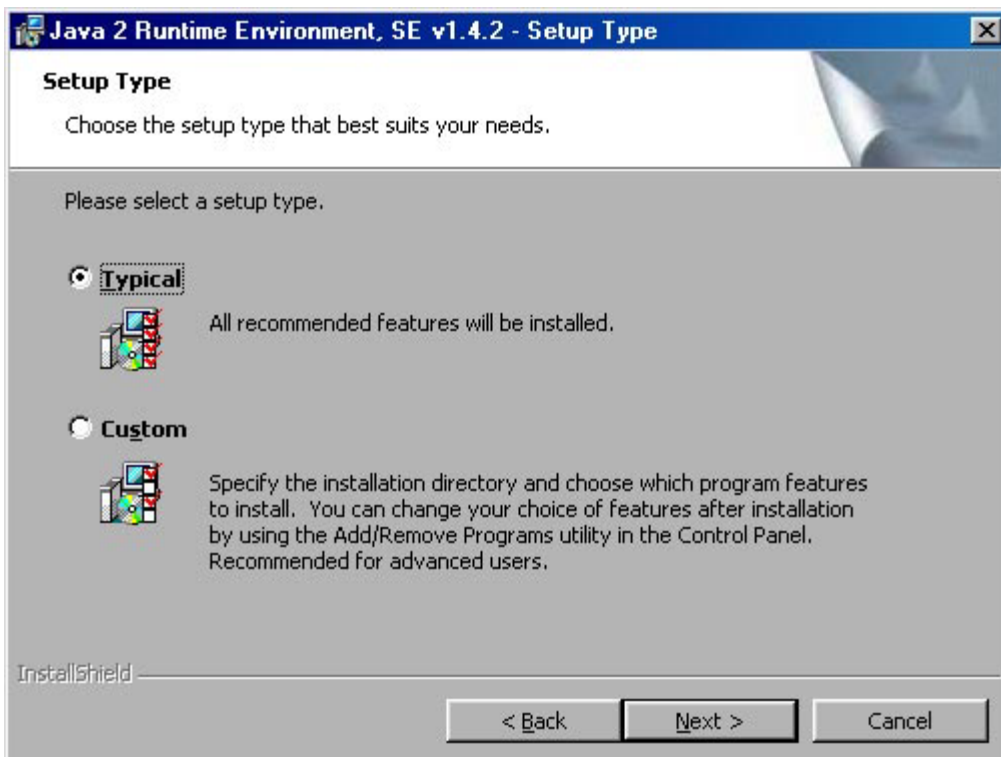 Java 2 Runtime Environment, SE v1.4.2 - Setup Type
Setup Type
Choose the setup type that best suits your needs.
Please select a setup type.
Typical
All recommended features will be installed.
Custom
Specify the installation directory and choose which program features
to install. You can change your choice of features after installation
by using the Add/Remove Programs utility in the Control Panel.
Recommended for advanced users.
InstallShield
< Back
Next >
Cancel